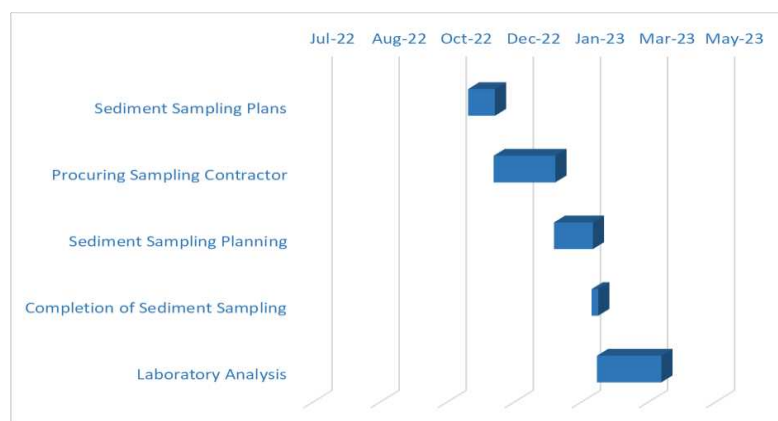 Jul-22 Aug-22 Oct-22 Dec-22 Jan-23 Mar-23 May-23
Sediment Sampling Plans
Procuring Sampling Contractor
Sediment Sampling Planning
Completion of Sediment Sampling
Laboratory Analysis